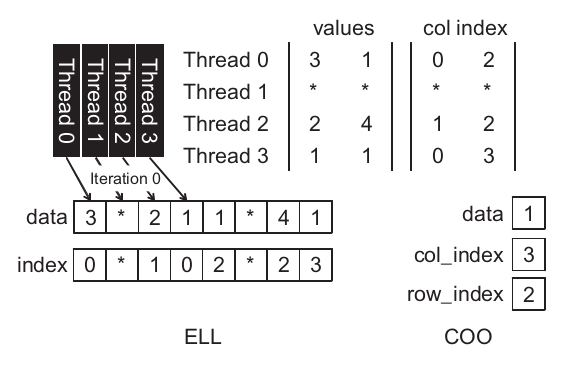 values col index
Thread 0 3 1 0 2
Thread 1 * * * *
Thread 2 2 4 1 2
Thread 3 1 1 0 3
Thread 0
Thread 1
Thread 2
Thread 3
Iteration 0
data 3 * 2 1 1 * 4 1
index 0 * 1 0 2 * 2 3
ELL
data 1
col_index 3
row_index 2
COO